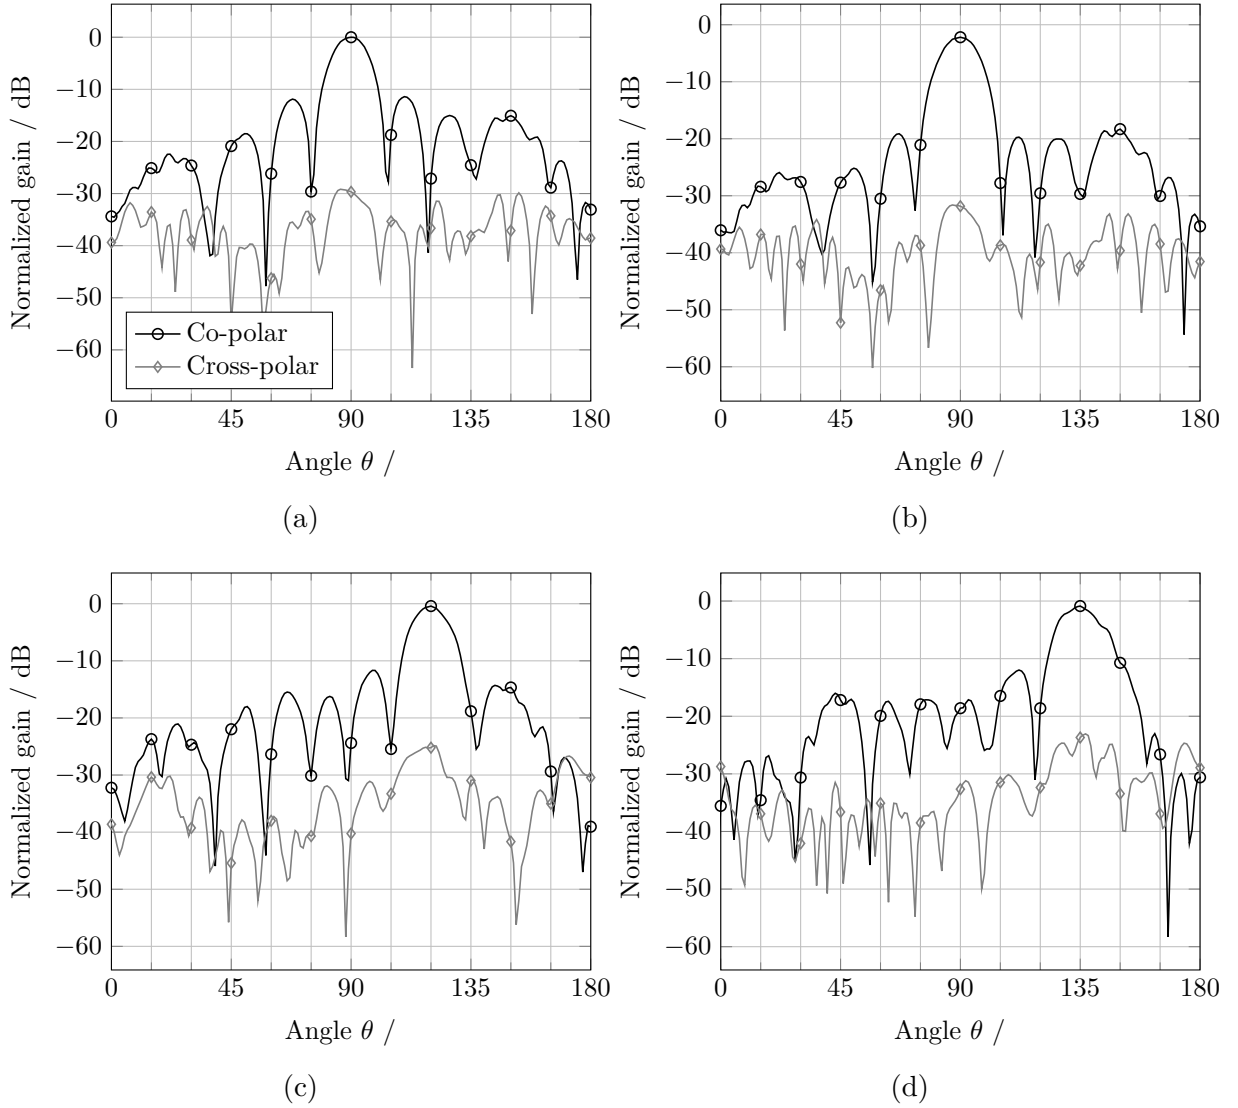 0
−10
−20
−30
−40
−50
−60
Normalized gain / dB
Co-polar
Cross-polar
0 45 90 135 180
Angle θ /
(a)
0
−10
−20
−30
−40
−50
−60
Normalized gain / dB
0 45 90 135 180
Angle θ /
(b)
0
−10
−20
−30
−40
−50
−60
Normalized gain / dB
0 45 90 135 180
Angle θ /
(c)
0
−10
−20
−30
−40
−50
−60
Normalized gain / dB
0 45 90 135 180
Angle θ /
(d)